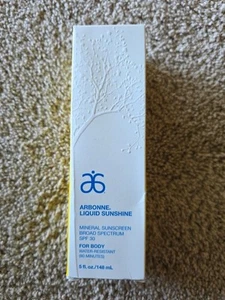 ARBONNE.
LIQUID SUNSHINE
MINERAL SUNSCREEN
BROAD SPECTRUM
SPF 30
FOR BODY
WATER RESISTANT
(80 MINUTES)
5 fl. oz / 148 mL